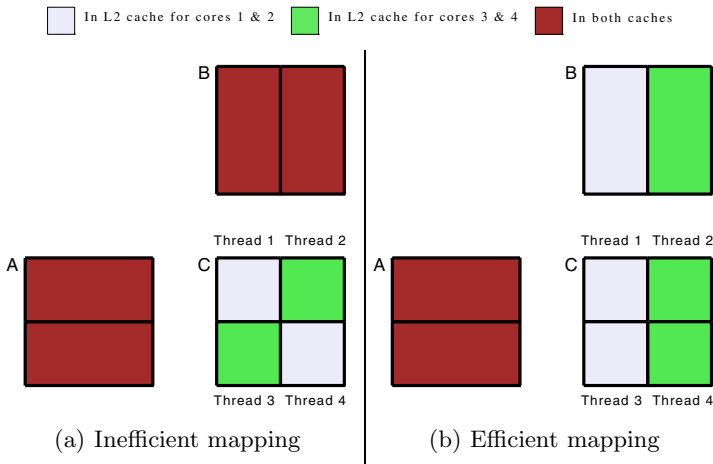 In L2 cache for cores 1 & 2 In L2 cache for cores 3 & 4 In both caches
B
Thread 1 Thread 2
A C
Thread 3 Thread 4
(a) Inefficient mapping
B
Thread 1 Thread 2
A C
Thread 3 Thread 4
(b) Efficient mapping